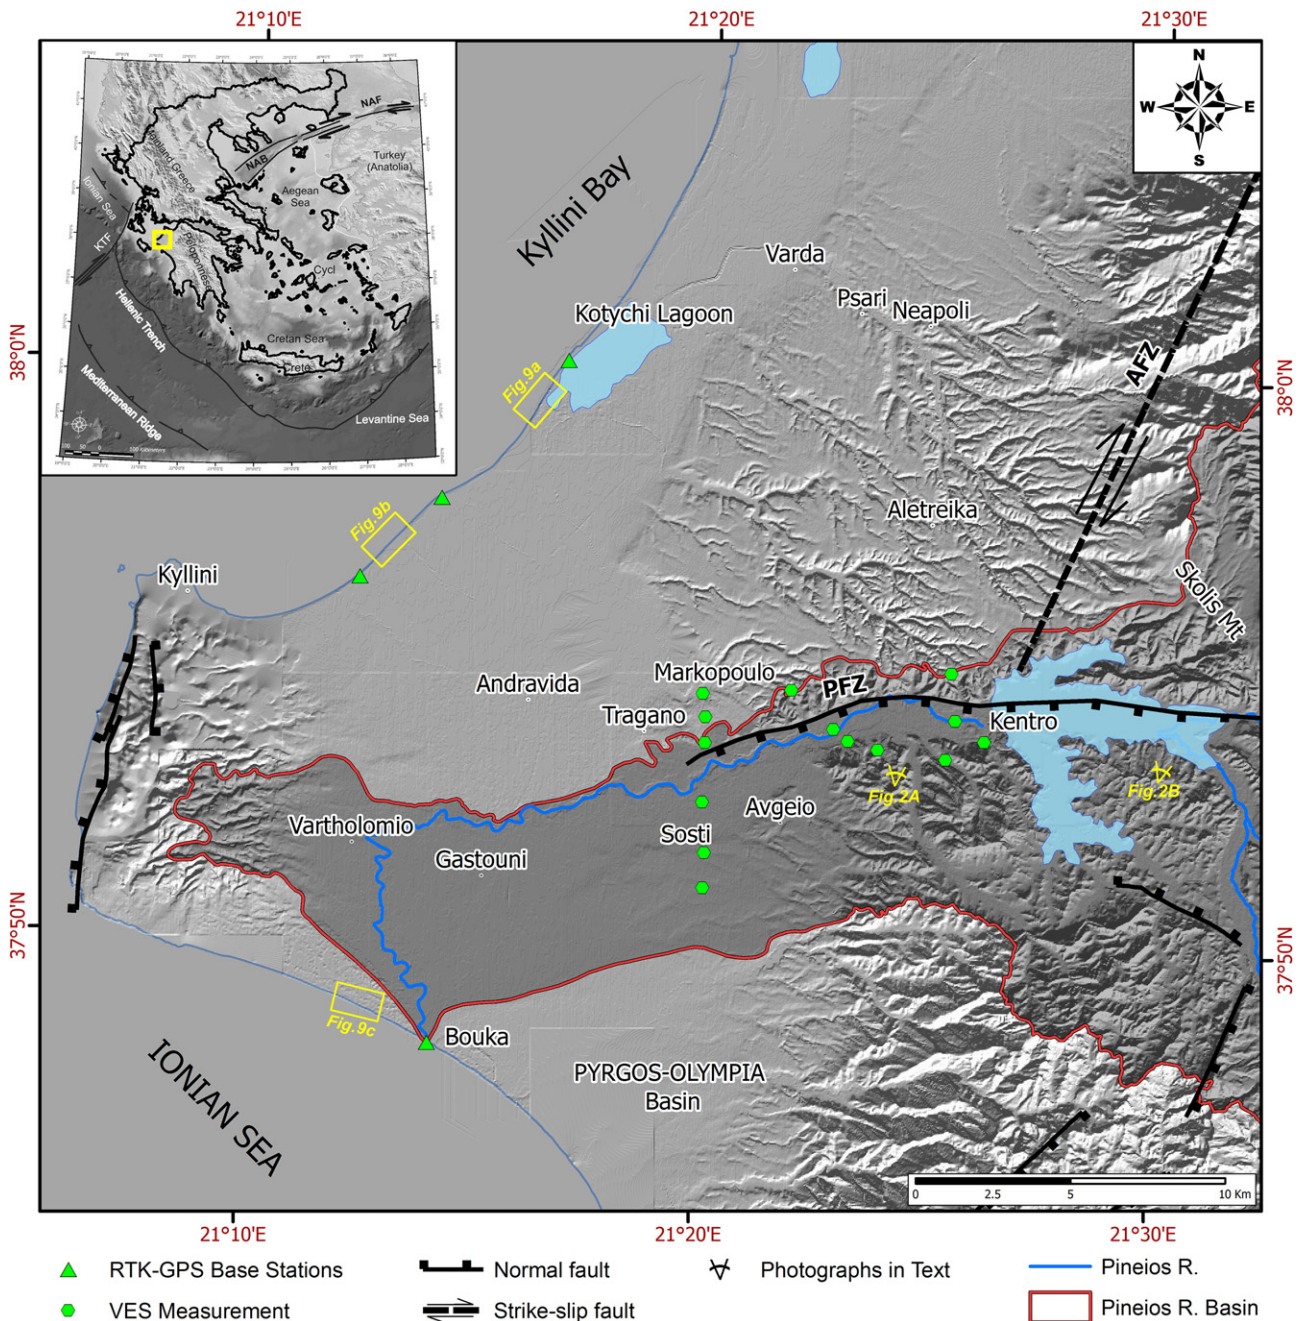 21°10'E
21°20'E
21°30'E
N
W
E
S
NAF
NAB
Mainland Greece
Turkey
(Anatolia)
Aegean
Sea
Ionian Sea
KTF
Peloponnese
Cycl
Hellenic Trench
Cretan Sea
Crete
Mediterranean Ridge
Levantine Sea
Kyllini Bay
Varda
Psari
Neapoli
Kotychi Lagoon
38°0'N
38°0'N
Fig.9a
AFZ
Fig.9b
Aletreika
Kyllini
Skolis Mt
Markopoulo
Andravida
PFZ
Tragano
Kentro
Fig.2A
Fig.2B
Avgeio
Vartholomio
Sosti
Gastouni
37°50'N
37°50'N
Fig.9c
Bouka
IONIAN SEA
PYRGOS-OLYMPIA
Basin
0
2.5
5
10 Km
21°10'E
21°20'E
21°30'E
RTK-GPS Base Stations
Normal fault
Photographs in Text
Pineios R.
VES Measurement
Strike-slip fault
Pineios R. Basin